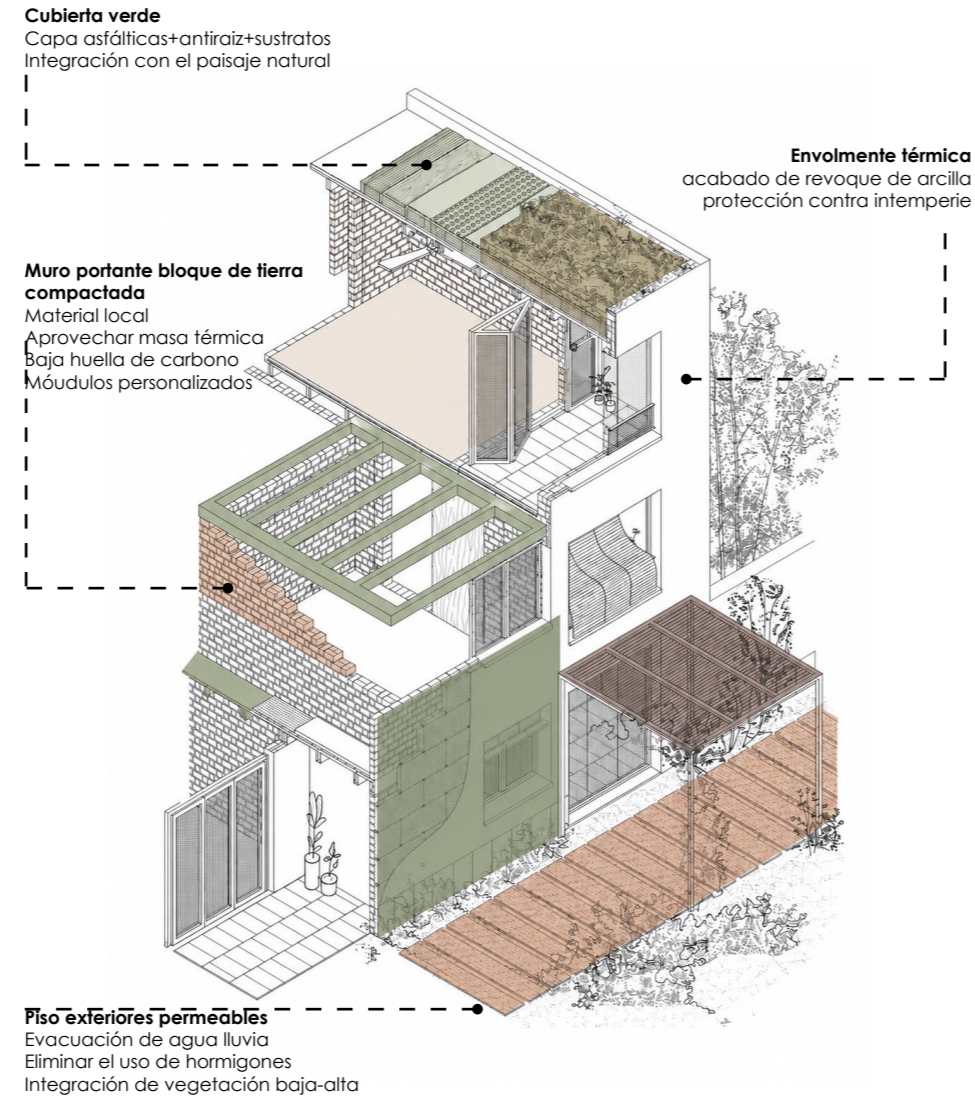 Cubierta verde
Capa asfálticas+antiraiz+sustratos
Integración con el paisaje natural
Envolmente térmica
acabado de revoque de arcilla
protección contra intemperie
Muro portante bloque de tierra
compactada
Material local
Aprovechar masa térmica
Baja huella de carbono
Móudulos personalizados
Piso exteriores permeables
Evacuación de agua lluvia
Eliminar el uso de hormigones
Integración de vegetación baja-alta